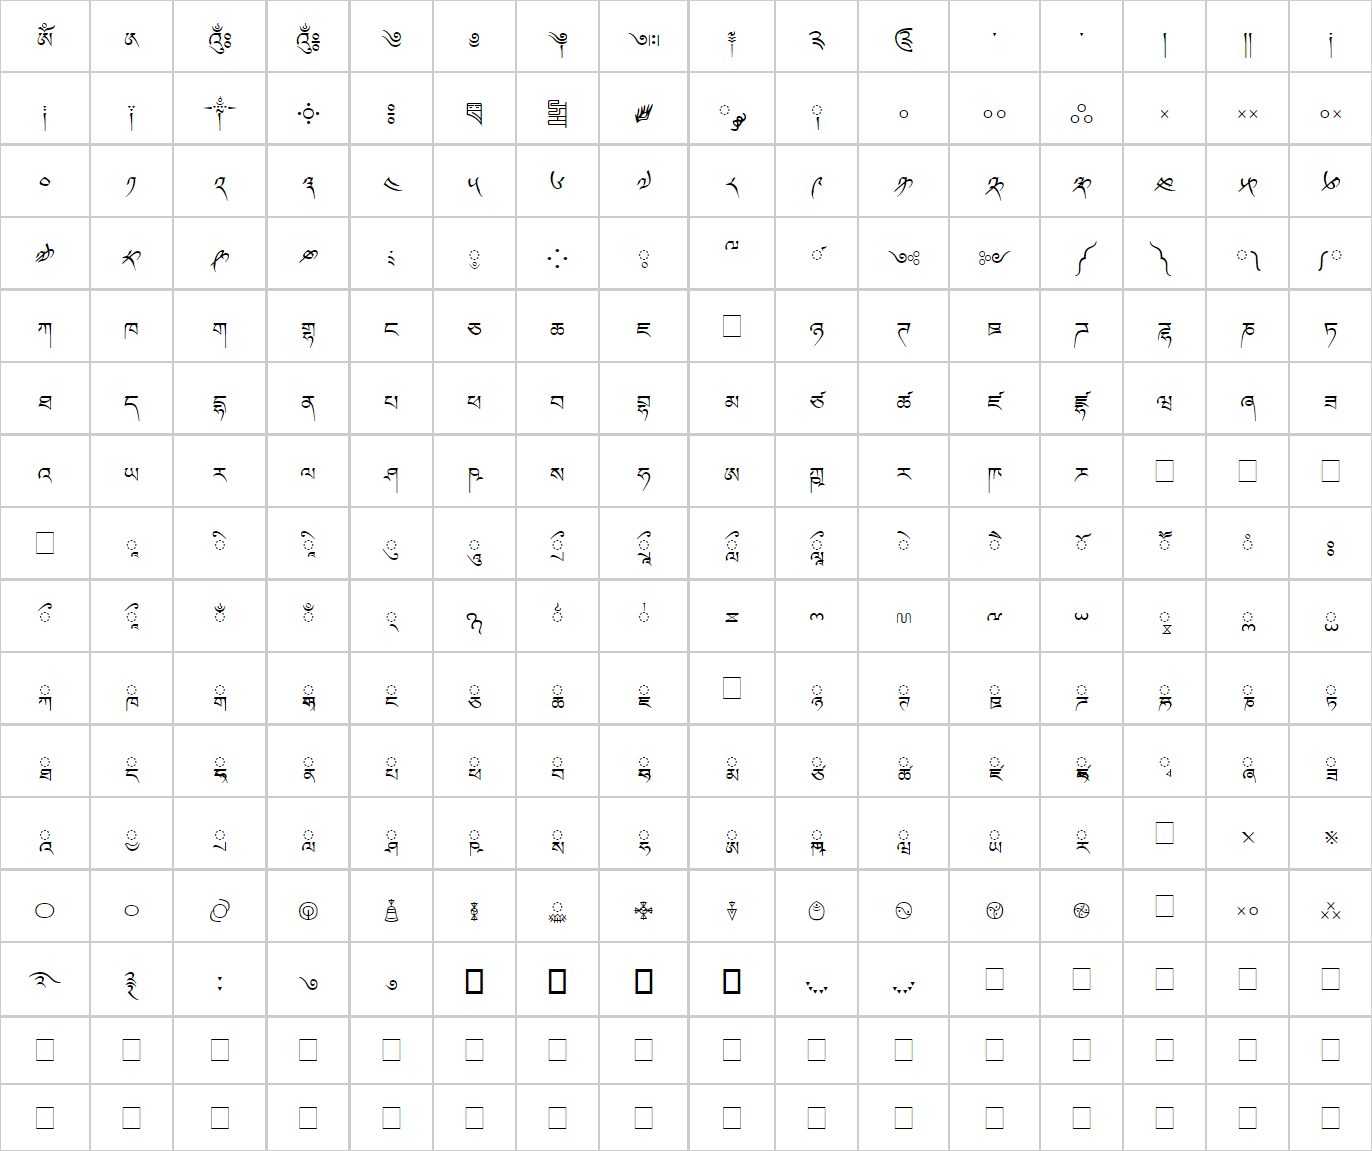 ༀ ༁ ༂ ༃ ༄ ༅ ༆ ༇ ༈ ༉ ༊ ་ ༌ ། ༎ ༏
༐ ༑ ༒ ༓ ༔ ༕ ༖ ༗ ༘ ༙ ༚ ༛ ༜ ༝ ༞ ༟
༠ ༡ ༢ ༣ ༤ ༥ ༦ ༧ ༨ ༩ ༪ ༫ ༬ ༭ ༮ ༯
༰ ༱ ༲ ༳ ༴ ༵ ༶ ༷ ༸ ༹ ༺ ༻ ༼ ༽ ༾ ༿
ཀ ཁ ག གྷ ང ཅ ཆ ཇ ཉ ཊ ཋ ཌ ཌྷ ཎ ཏ
ཐ ད དྷ ན པ ཕ བ བྷ མ ཙ ཚ ཛ ཛྷ ཝ ཞ ཟ
འ ཡ ར ལ ཤ ཥ ས ཧ ཨ ཀྵ ཪ ཫ ཬ
ཱ ི ཱི ུ ཱུ ྲྀ ཷ ླྀ ཹ ེ ཻ ོ ཽ ཾ ཿ
ྀ ཱྀ ྂ ྃ ྄ ྅ ྆ ྇ ྈ ྉ ྊ ྋ ྌ ྍ ྎ ྏ
ྐ ྑ ྒ ྒྷ ྔ ྕ ྖ ྗ ྙ ྚ ྛ ྜ ྜྷ ྞ ྟ
ྠ ྡ ྡྷ ྣ ྤ ྥ ྦ ྦྷ ྨ ྩ ྪ ྫ ྫྷ ྭ ྮ ྯ
ྰ ྱ ྲ ླ ྴ ྵ ྶ ྷ ྸ ྐྵ ྺ ྻ ྼ ྾ ྿
࿀ ࿁ ࿂ ࿃ ࿄ ࿅ ࿆ ࿇ ࿈ ࿉ ࿊ ࿋ ࿌ ࿎ ࿏
࿐ ࿑ ࿒ ࿓ ࿔ ࿙ ࿚